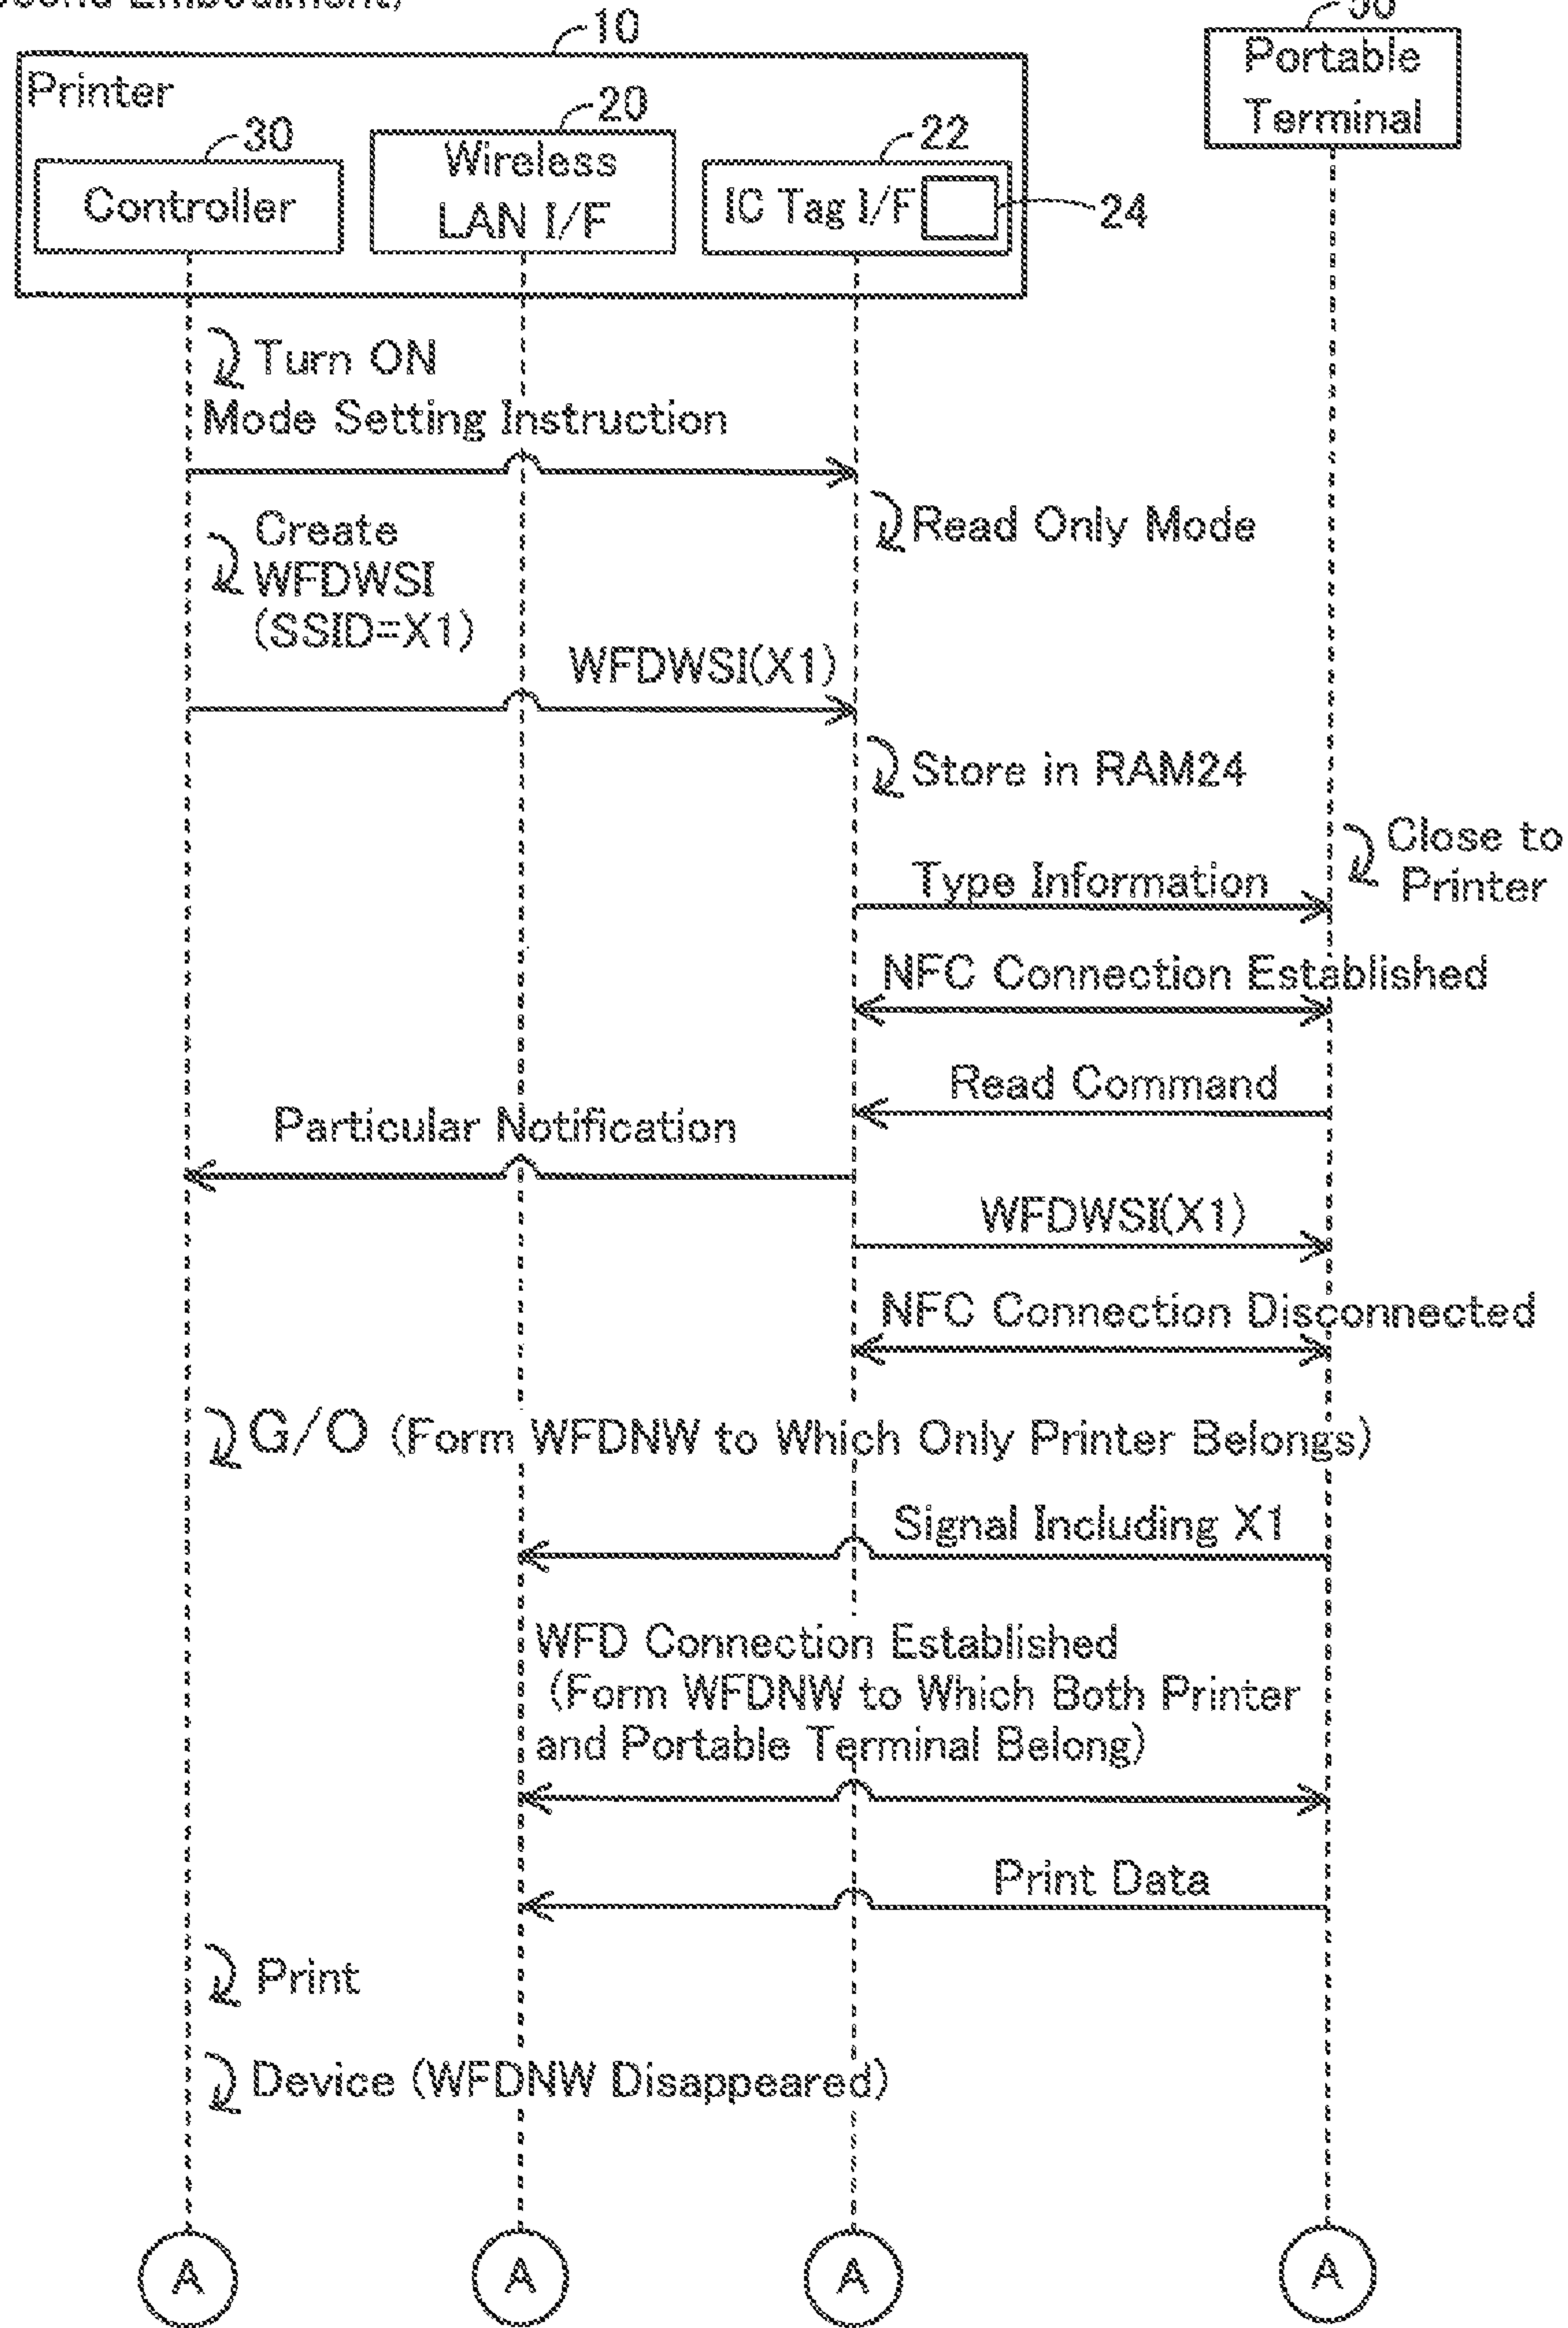 10
Portable
Terminal
Printer
30
20
22
Controller
Wireless
LAN I/F
IC Tag I/F
24
Turn ON
Mode Setting Instruction
Read Only Mode
Create
WFDWSI
(SSID=X1)
WFDWSI(X1)
Store in RAM24
Close to
Printer
Type Information
NFC Connection Established
Read Command
Particular Notification
WFDWSI(X1)
NFC Connection Disconnected
G/O (Form WFDNW to Which Only Printer Belongs)
Signal Including X1
WFD Connection Established
(Form WFDNW to Which Both Printer
and Portable Terminal Belong)
Print Data
Print
Device (WFDNW Disappeared)
A
A
A
A